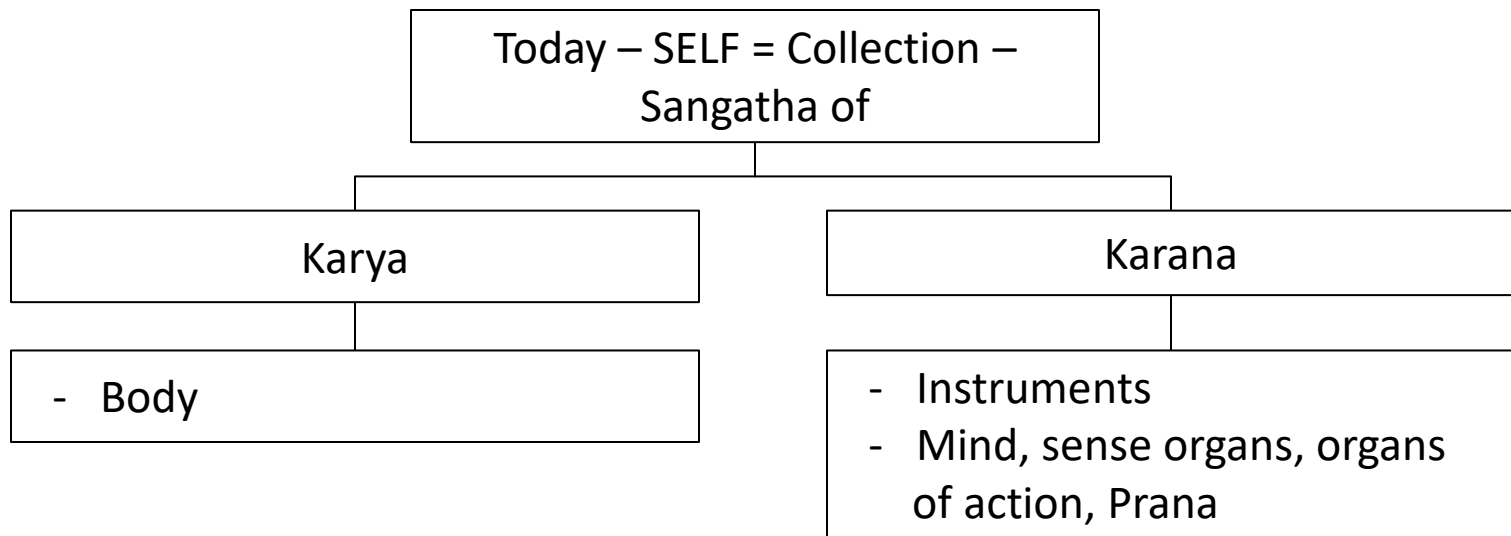 Today – SELF = Collection –
Sangatha of
Karya
Karana
- Body
- Instruments
- Mind, sense organs, organs
of action, Prana